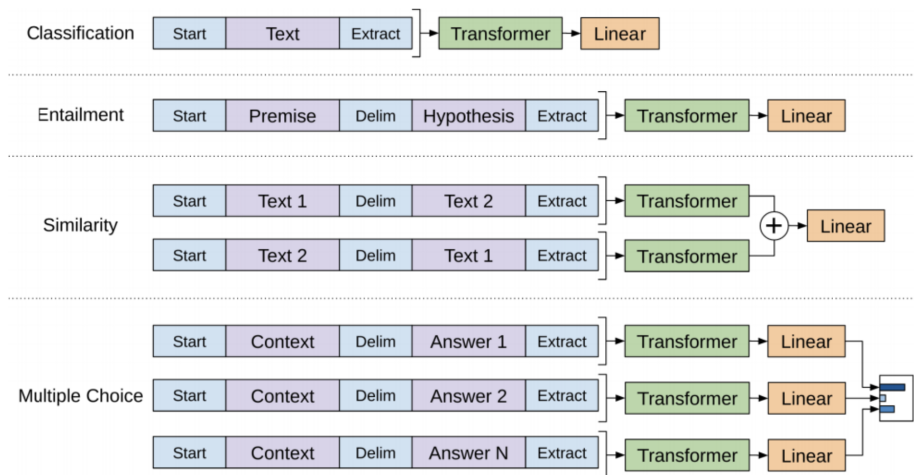 Classification Start Text Extract Transformer Linear
Entailment Start Premise Delim Hypothesis Extract Transformer Linear
Start Text 1 Delim Text 2 Extract Transformer
Similarity + Linear
Start Text 2 Delim Text 1 Extract Transformer
Start Context Delim Answer 1 Extract Transformer Linear
Multiple Choice Start Context Delim Answer 2 Extract Transformer Linear
Start Context Delim Answer N Extract Transformer Linear